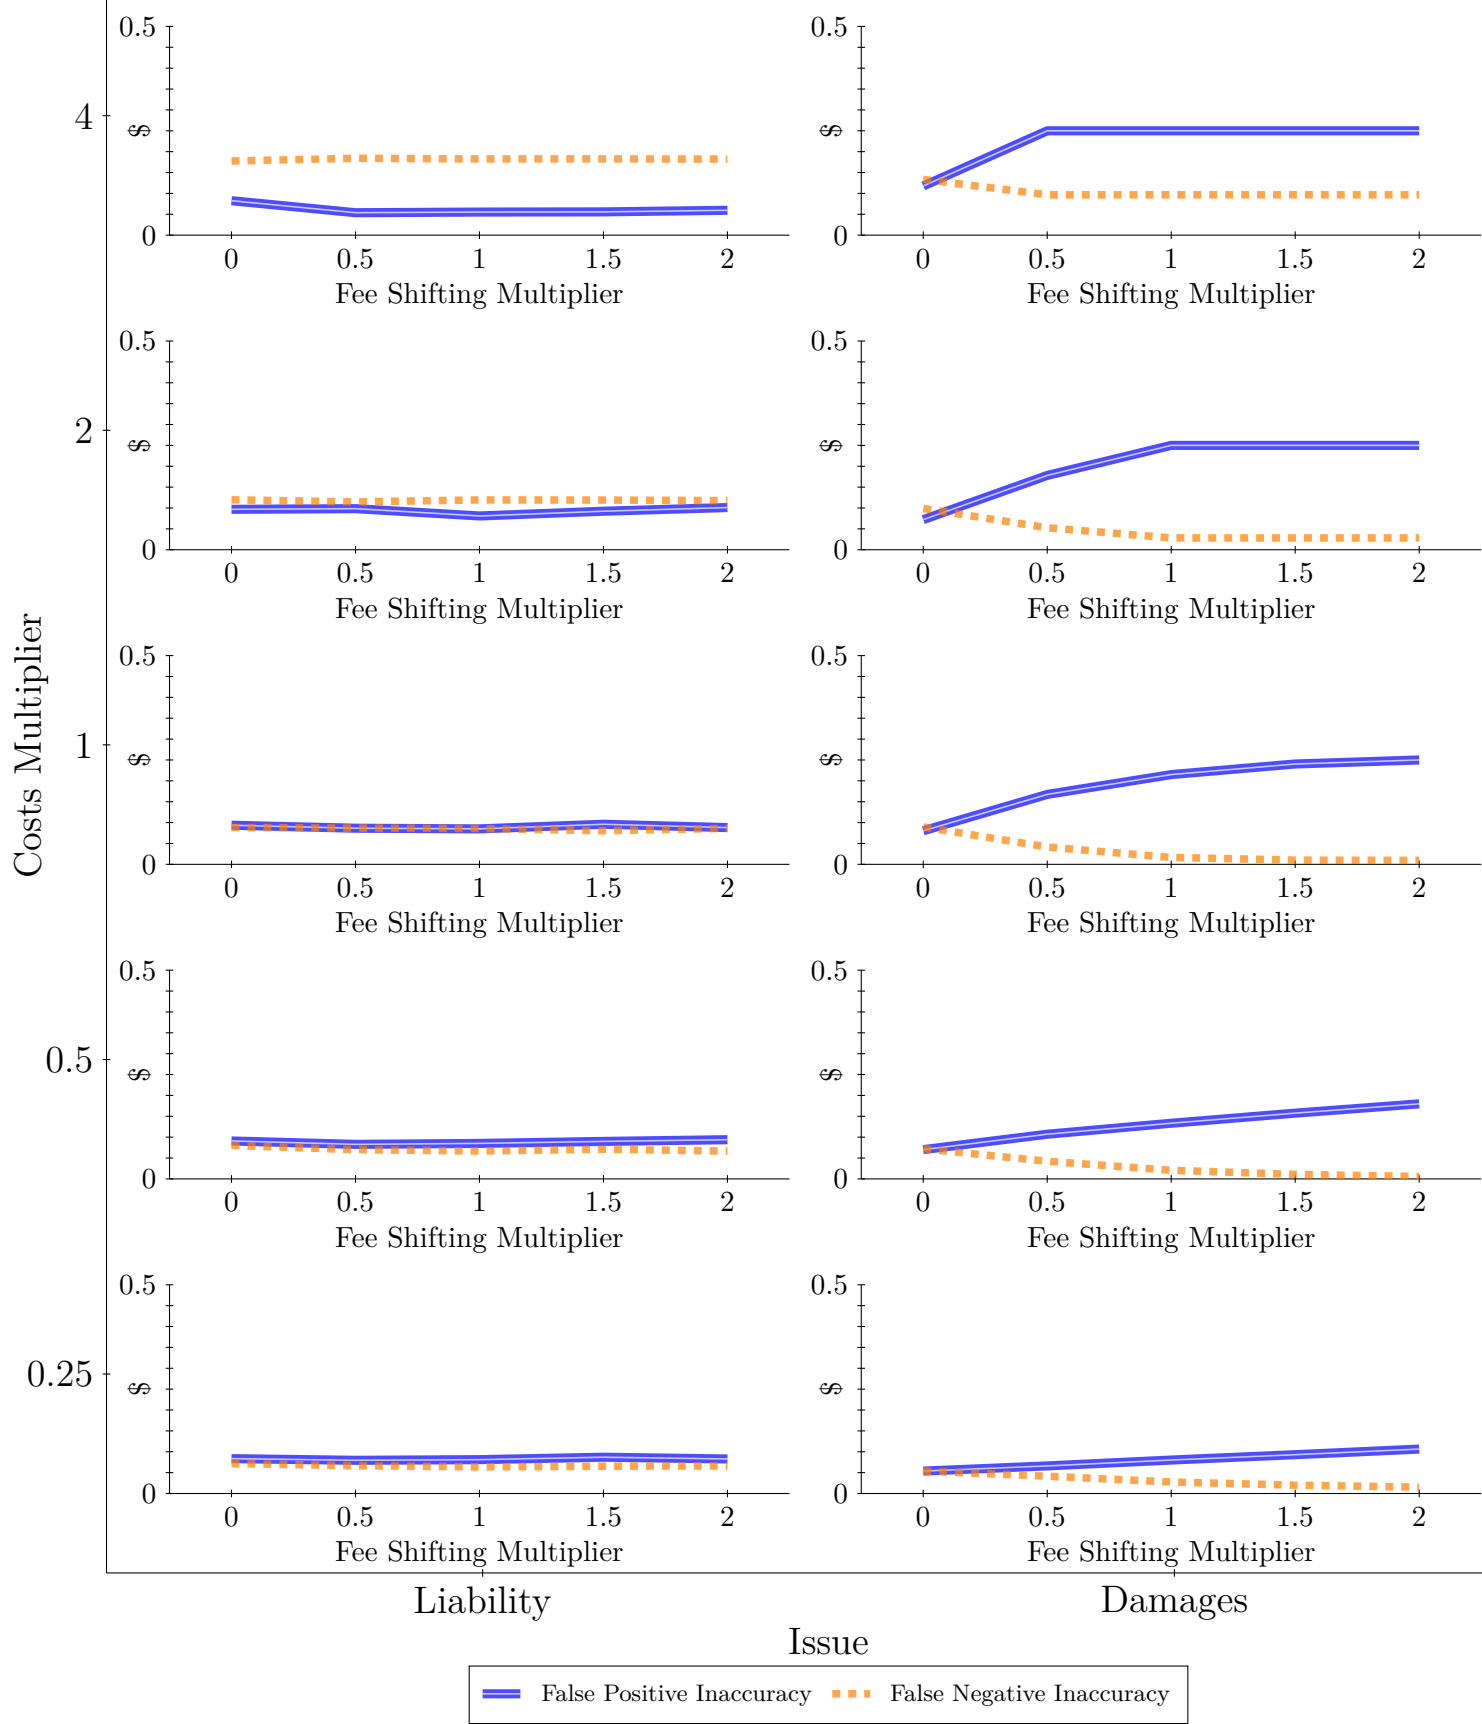 0.5
0.5
4
$
$
0
0
0 0.5 1 1.5 2
0 0.5 1 1.5 2
Fee Shifting Multiplier
Fee Shifting Multiplier
0.5
0.5
2
$
$
0
0
0 0.5 1 1.5 2
0 0.5 1 1.5 2
Fee Shifting Multiplier
Fee Shifting Multiplier
Costs Multiplier
0.5
0.5
1
$
$
0
0
0 0.5 1 1.5 2
0 0.5 1 1.5 2
Fee Shifting Multiplier
Fee Shifting Multiplier
0.5
0.5
0.5
$
$
0
0
0 0.5 1 1.5 2
0 0.5 1 1.5 2
Fee Shifting Multiplier
Fee Shifting Multiplier
0.5
0.5
0.25
$
$
0
0
0 0.5 1 1.5 2
0 0.5 1 1.5 2
Fee Shifting Multiplier
Fee Shifting Multiplier
Liability
Damages
Issue
False Positive Inaccuracy
False Negative Inaccuracy